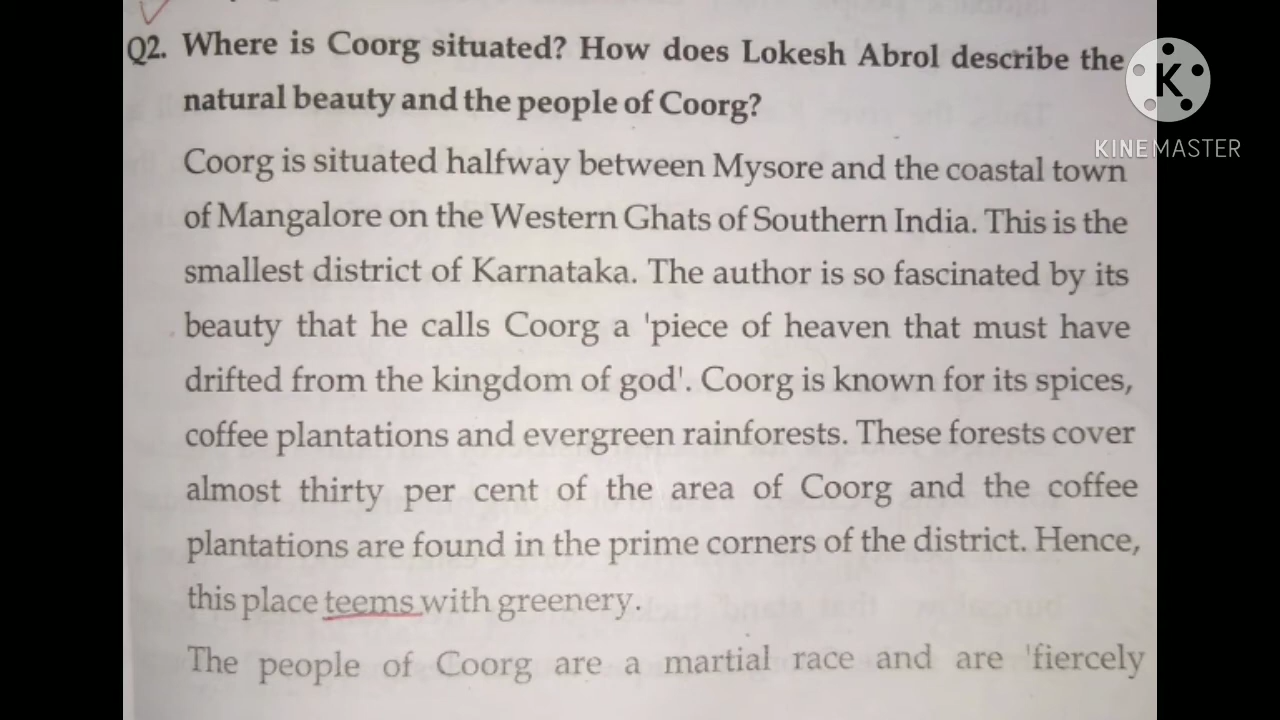 Q2. Where is Coorg situated? How does Lokesh Abrol describe the
natural beauty and the people of Coorg?
Coorg is situated halfway between Mysore and the coastal town
of Mangalore on the Western Ghats of Southern India. This is the
smallest district of Karnataka. The author is so fascinated by its
beauty that he calls Coorg a 'piece of heaven that must have
drifted from the kingdom of god'. Coorg is known for its spices,
coffee plantations and evergreen rainforests. These forests cover
almost thirty per cent of the area of Coorg and the coffee
plantations are found in the prime corners of the district. Hence,
this place teems with greenery.
The people of Coorg are a martial race and are 'fiercely
K
KINEMASTER